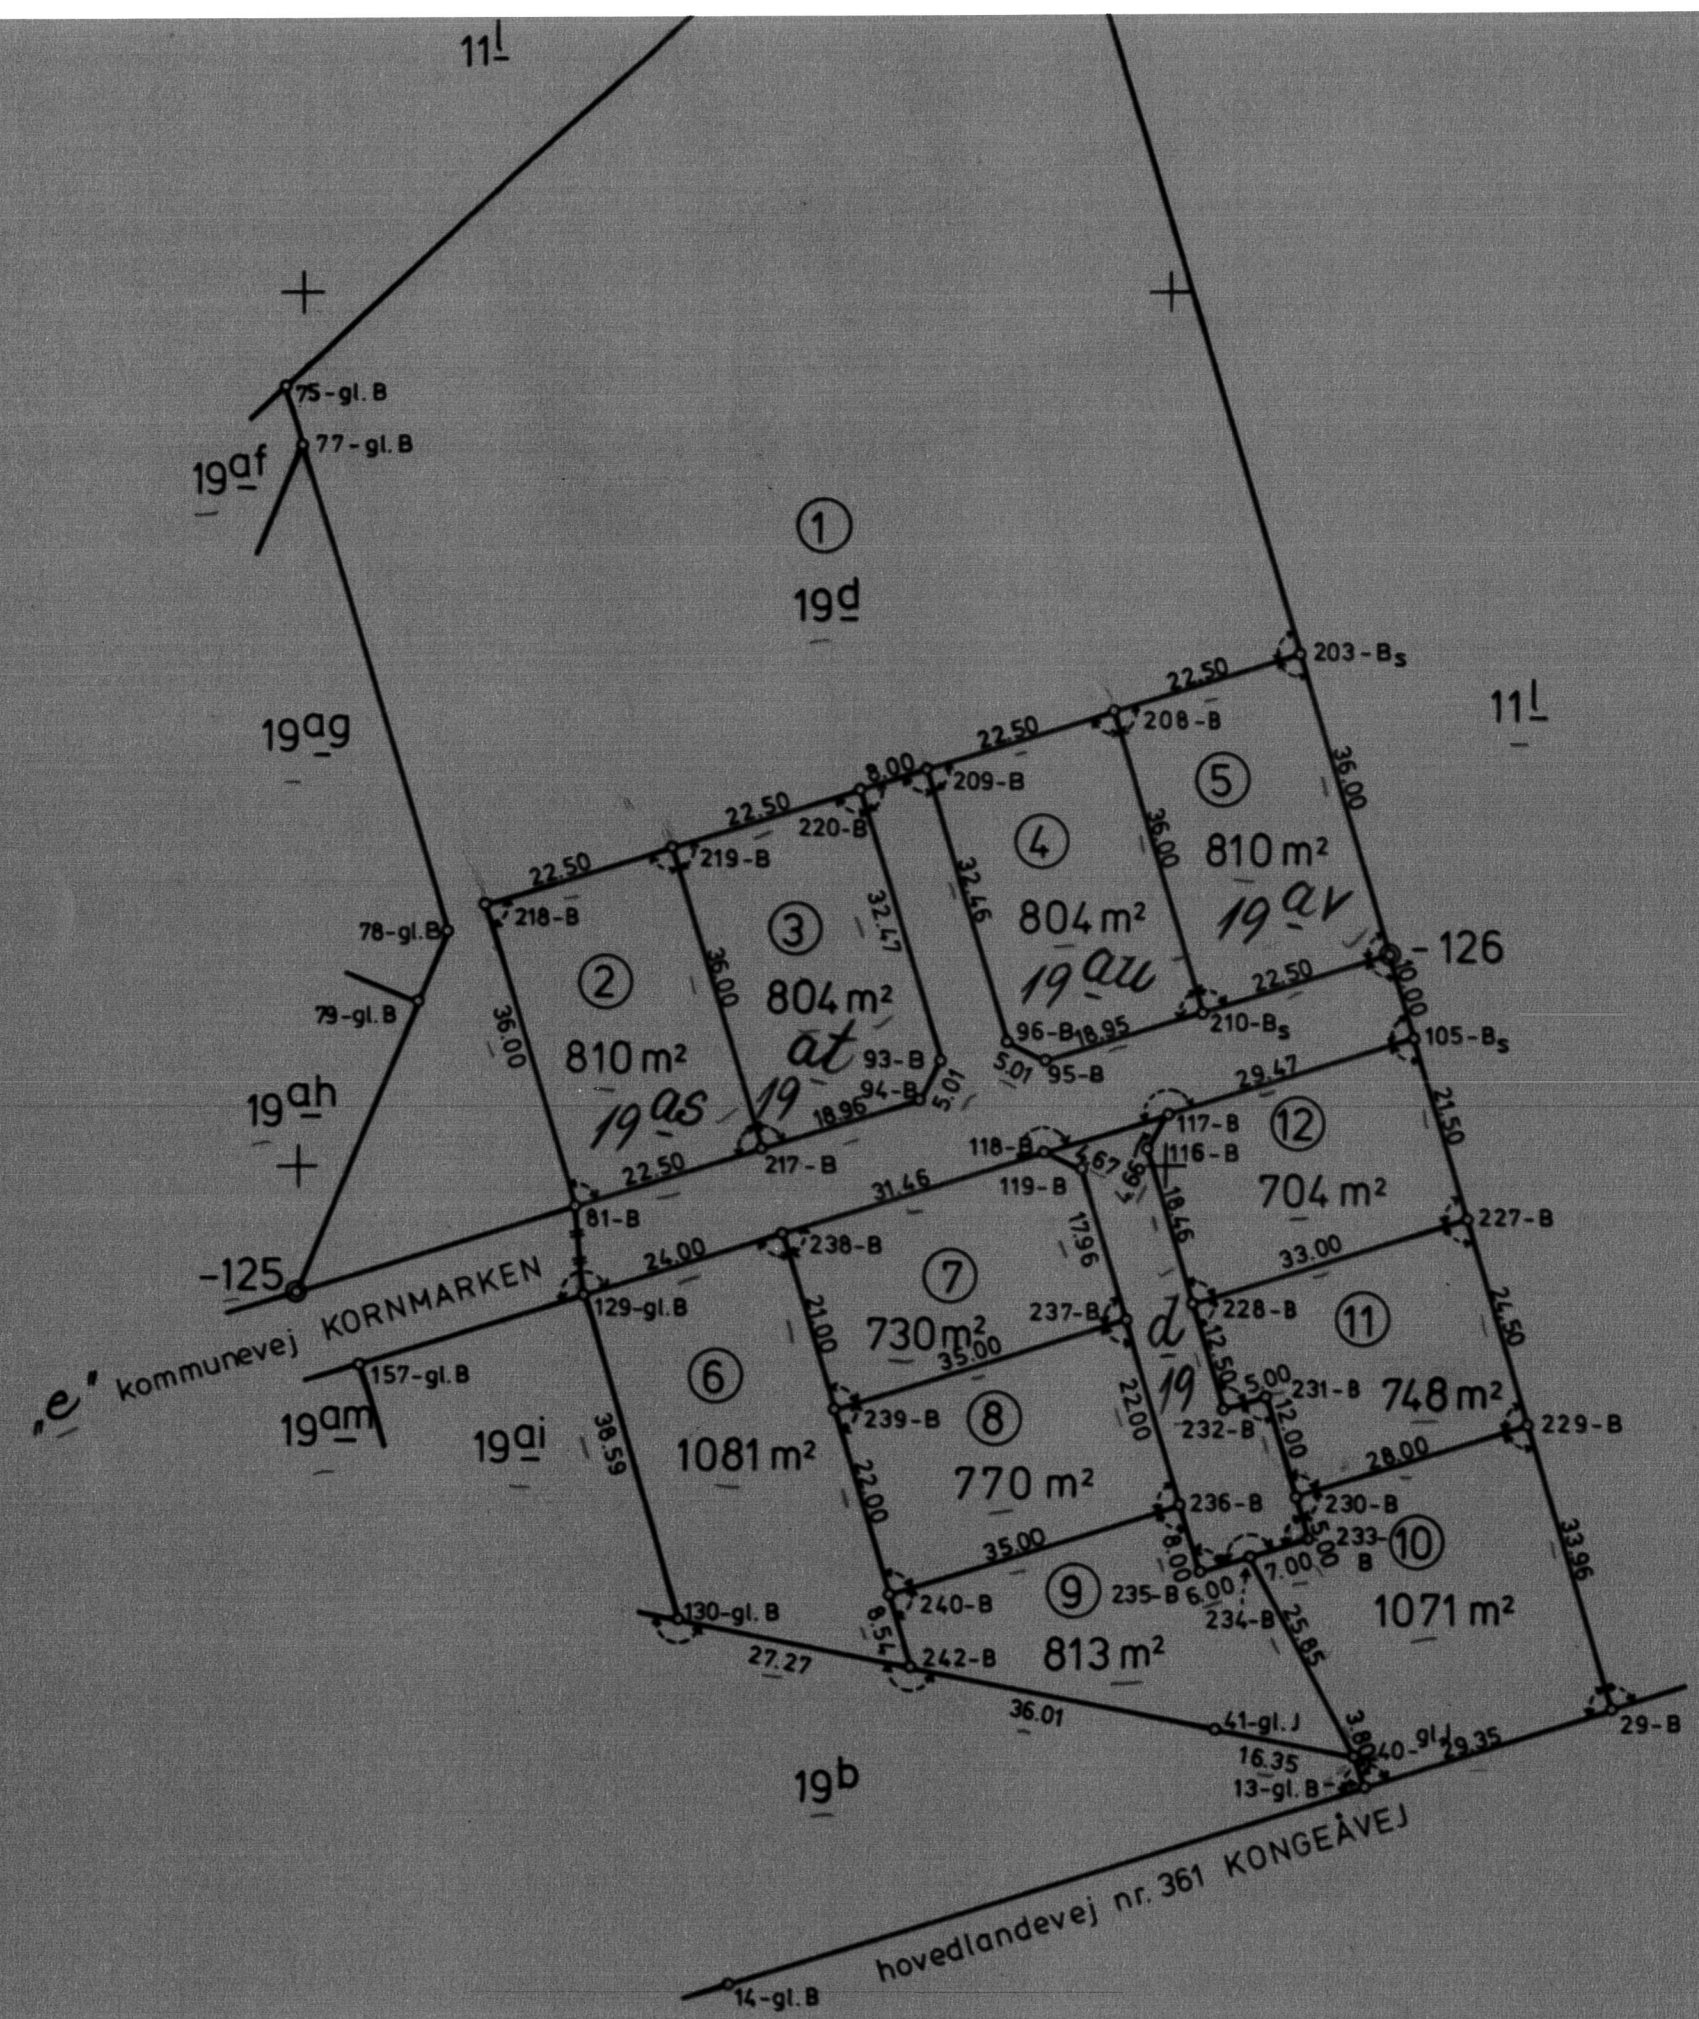 11l
75-gl. B
77-gl. B
19af
1
19d
203-Bs
22.50
11l
19ag
208-B
22.50
8.00
209-B
5
36.00
22.50
220-B
4
36.00
810 m²
219-B
22.50
32.46
19av
218-B
3
32.47
804 m²
78-gl. B
-126
2
36.00
804 m²
19au
22.50
10.00
79-gl. B
36.00
96-B
18.95
210-Bs
105-Bs
810 m²
at
93-B
5.01
95-B
29.47
19ah
19as
19
94-B
5.01
18.96
117-B
12
21.50
22.50
217-B
118-B
4.67
4.66
116-B
31.46
119-B
704 m²
81-B
18.46
227-B
24.00
238-B
17.96
33.00
-125
7
129-gl. B
21.00
730 m²
237-B
d
228-B
11
24.50
„e" kommunevej KORNMARKEN
35.00
12.50
157-gl. B
6
19
5.00
231-B
748 m²
19am
19ai
239-B
8
22.00
232-B
12.00
229-B
38.59
1081 m²
28.00
22.00
770 m²
236-B
230-B
35.00
8.00
5.00
233-B
10
33.96
9
235-B
6.00
7.00
130-gl. B
240-B
234-B
1071 m²
8.54
25.85
27.27
242-B
813 m²
36.01
41-gl. J
3.80
29-B
16.35
240-gl. J
29.35
19b
13-gl. B
hovedlandevej nr. 361 KONGEÅVEJ
14-gl. B